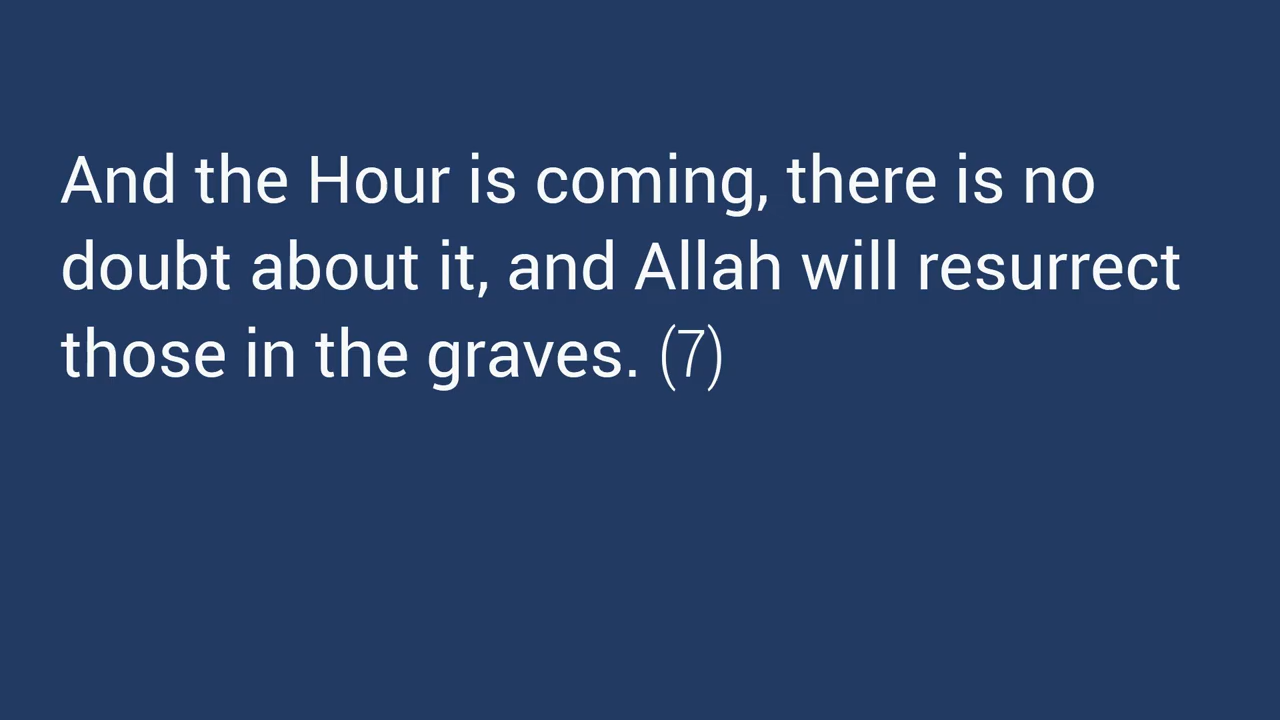 And the Hour is coming, there is no
doubt about it, and Allah will resurrect
those in the graves. (7)